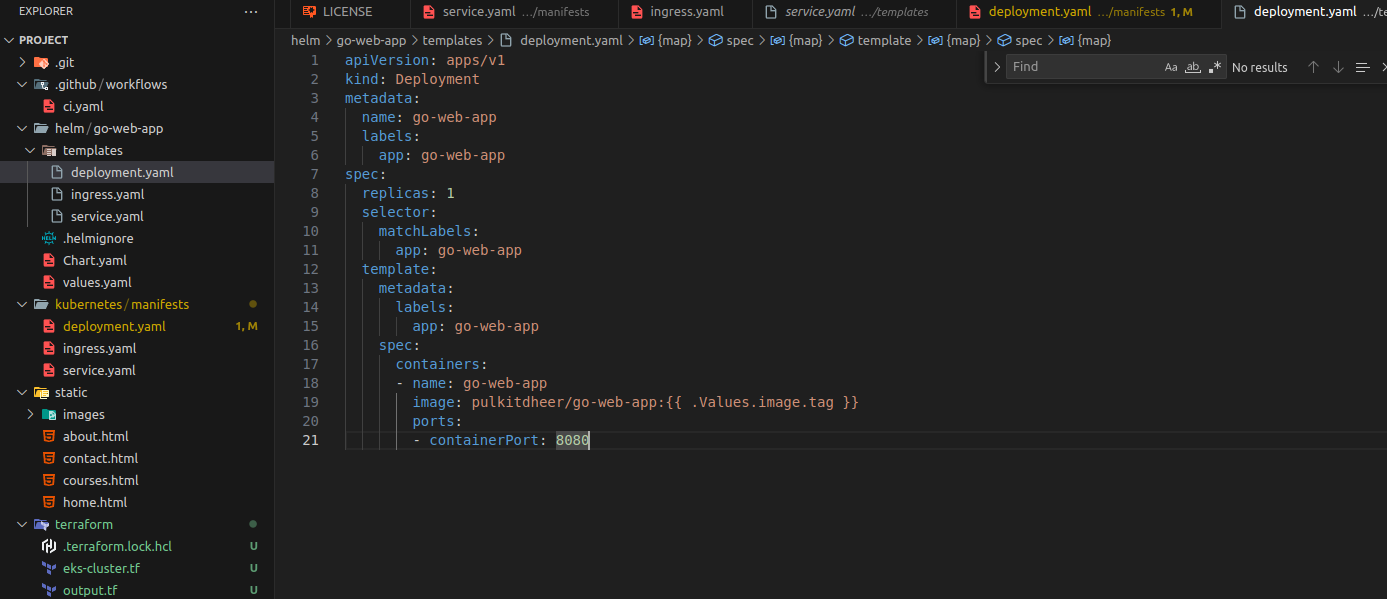 EXPLORER
PROJECT
.git
.github / workflows
ci.yaml
helm / go-web-app
templates
deployment.yaml
ingress.yaml
service.yaml
.helmignore
Chart.yaml
values.yaml
kubernetes / manifests
deployment.yaml 1, M
ingress.yaml
service.yaml
static
images
about.html
contact.html
courses.html
home.html
terraform
.terraform.lock.hcl U
eks-cluster.tf U
output.tf U
LICENSE service.yaml .../manifests ingress.yaml service.yaml .../templates deployment.yaml .../manifests 1, M deployment.yaml .../te
helm > go-web-app > templates > deployment.yaml > {map} > spec > {map} > template > {map} > spec > {map}
Find Aa ab .* No results
1 apiVersion: apps/v1
2 kind: Deployment
3 metadata:
4 name: go-web-app
5 labels:
6 app: go-web-app
7 spec:
8 replicas: 1
9 selector:
10 matchLabels:
11 app: go-web-app
12 template:
13 metadata:
14 labels:
15 app: go-web-app
16 spec:
17 containers:
18 - name: go-web-app
19 image: pulkitdheer/go-web-app:{{ .Values.image.tag }}
20 ports:
21 - containerPort: 8080